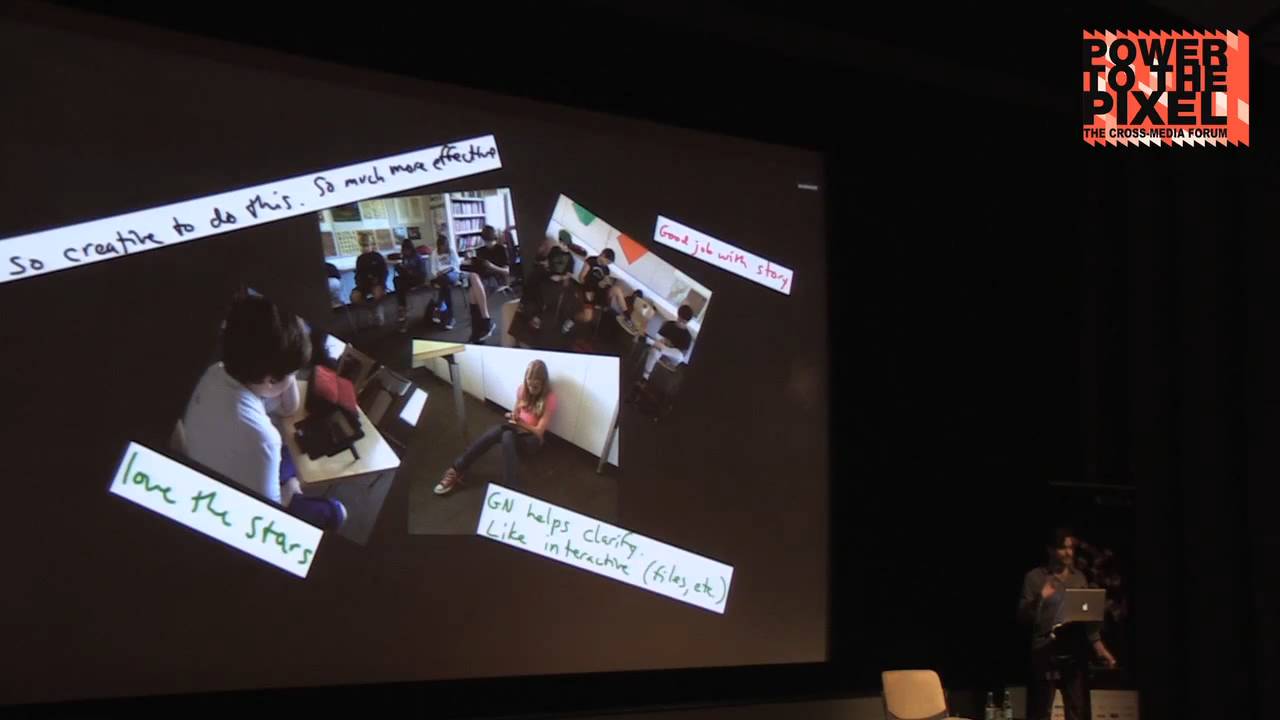 POWER
TO THE
PIXEL
THE CROSS-MEDIA FORUM
So creative to do this. So much more effective
Good job with story
love the stars
GN helps clarify.
Like interactive (files, etc)